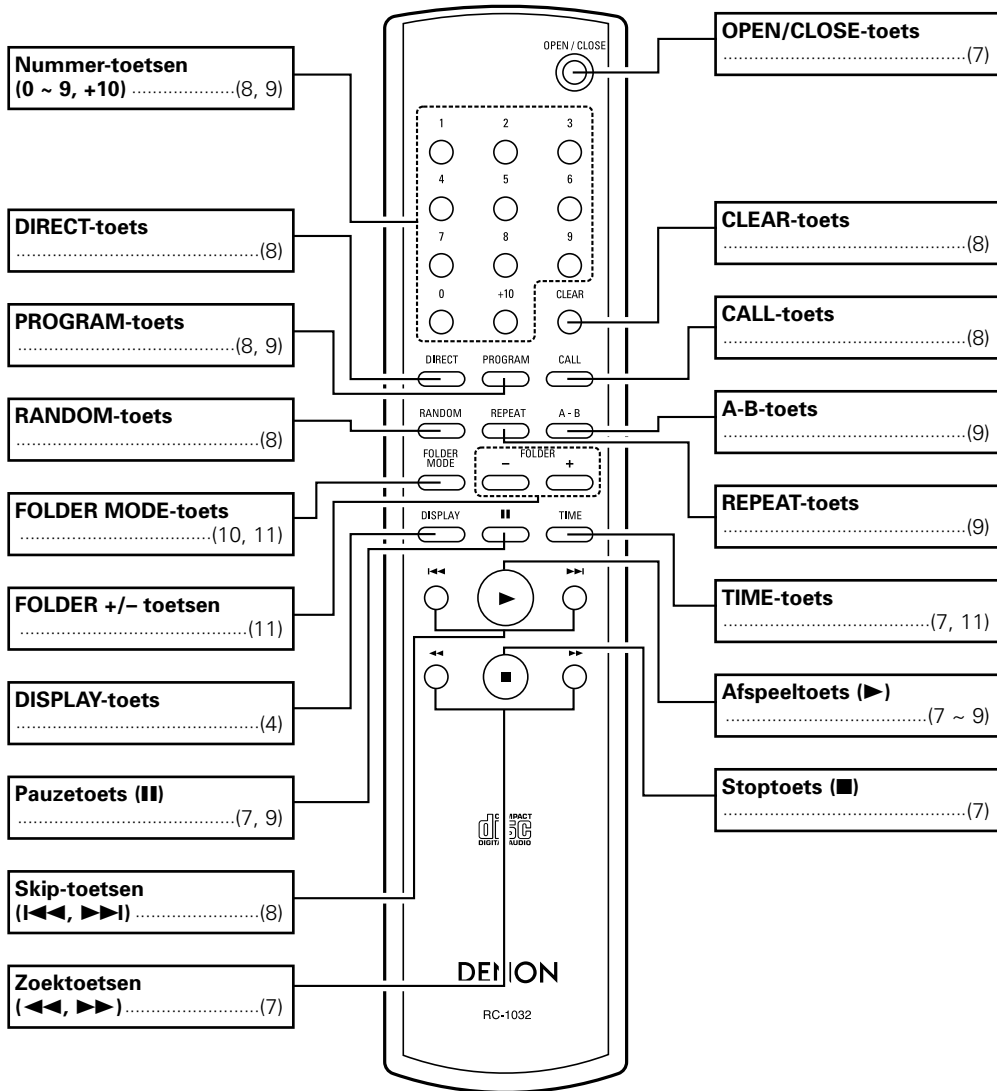 Nummer-toetsen
(0 ~ 9, +10) ....................(8, 9)
DIRECT-toets
..............................................(8)
PROGRAM-toets
..........................................(8, 9)
RANDOM-toets
..............................................(8)
FOLDER MODE-toets
...................................(10, 11)
FOLDER +/– toetsen
..........................................(11)
DISPLAY-toets
..............................................(4)
Pauzetoets (❚❚)
.........................................(7, 9)
Skip-toetsen
(I◀◀, ▶▶I) .......................(8)
Zoektoetsen
(◀◀, ▶▶) .........................(7)
OPEN / CLOSE
1 2 3
4 5 6
7 8 9
0 +10 CLEAR
DIRECT PROGRAM CALL
RANDOM REPEAT A - B
FOLDER
MODE
– FOLDER +
DISPLAY ❚❚ TIME
I◀◀ ▶ ▶▶I
◀◀ ■ ▶▶
COMPACT
disc
DIGITAL AUDIO
DENON
RC-1032
OPEN/CLOSE-toets
..............................................(7)
CLEAR-toets
..............................................(8)
CALL-toets
..............................................(8)
A-B-toets
..............................................(9)
REPEAT-toets
..............................................(9)
TIME-toets
.......................................(7, 11)
Afspeeltoets (▶)
.......................................(7 ~ 9)
Stoptoets (■)
..............................................(7)